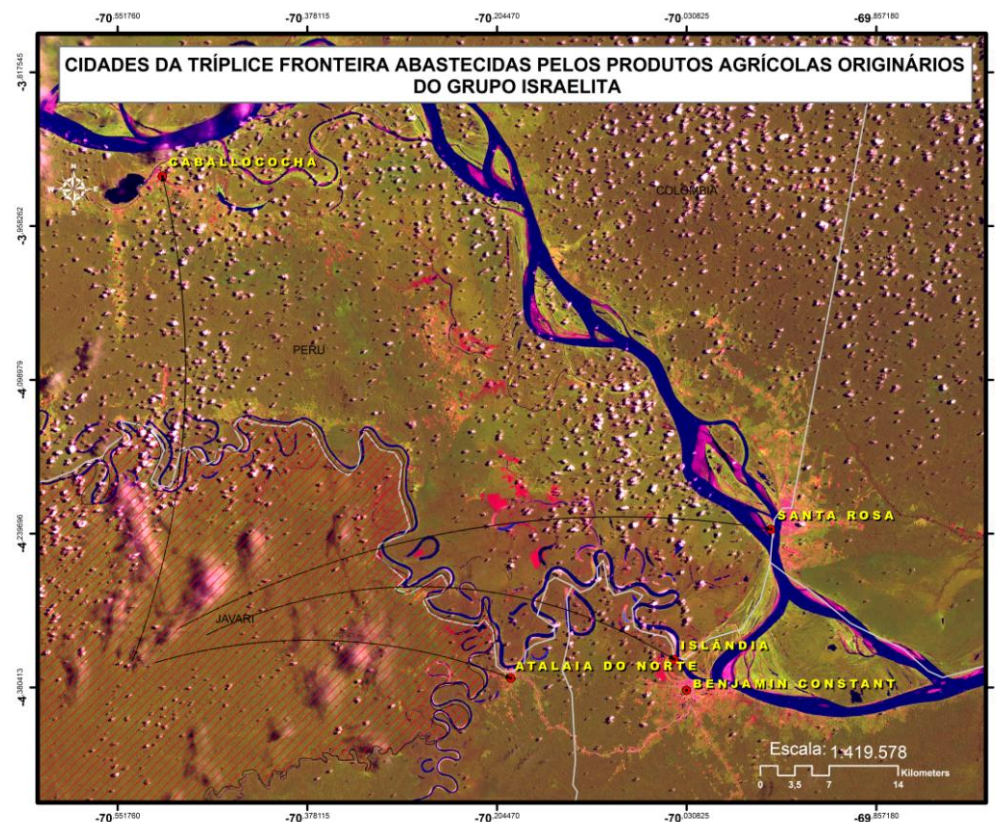 -70.551760 -70.378115 -70.204470 -70.030825 -69.857180
CIDADES DA TRÍPLICE FRONTEIRA ABASTECIDAS PELOS PRODUTOS AGRÍCOLAS ORIGINÁRIOS
DO GRUPO ISRAELITA
-3.817545
CABALLOCOCHA
N
W E
S
COLOMBIA
-3.958262
PERU
-4.098979
SANTA ROSA
-4.239696
JAVARI
ISLÂNDIA
ATALAIA DO NORTE
BENJAMIN CONSTANT
-4.380413
Escala: 1:419.578
Kilometers
0 3,5 7 14
-70.551760 -70.378115 -70.204470 -70.030825 -69.857180